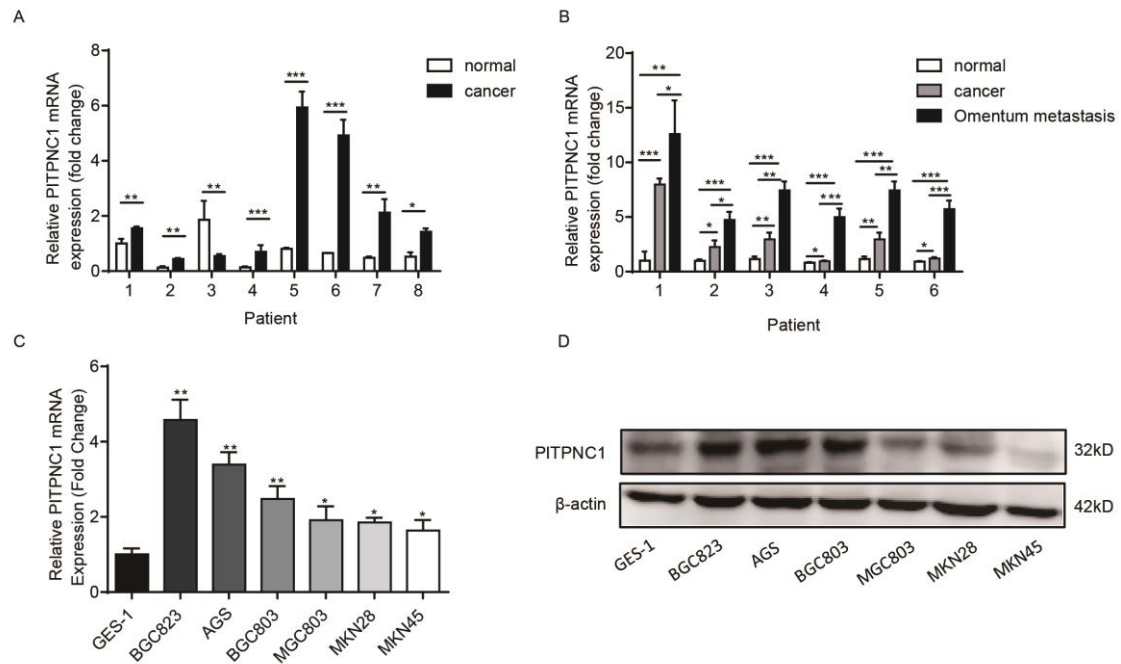 A
Relative PITPNC1 mRNA
expression (fold change)
8
6
4
2
0
***
***
**
**
**
***
**
*
normal
cancer
1 2 3 4 5 6 7 8
Patient
B
Relative PITPNC1 mRNA
expression (fold change)
20
15
10
5
0
**
*
***
***
*
*
***
**
**
***
***
*
***
**
**
***
***
*
normal
cancer
Omentum metastasis
1 2 3 4 5 6
Patient
C
Relative PITPNC1 mRNA
Expression (Fold Change)
6
4
2
0
**
**
**
*
*
*
GES-1 BGC823 AGS BGC803 MGC803 MKN28 MKN45
D
PITPNC1 32kD
β-actin 42kD
GES-1 BGC823 AGS BGC803 MGC803 MKN28 MKN45